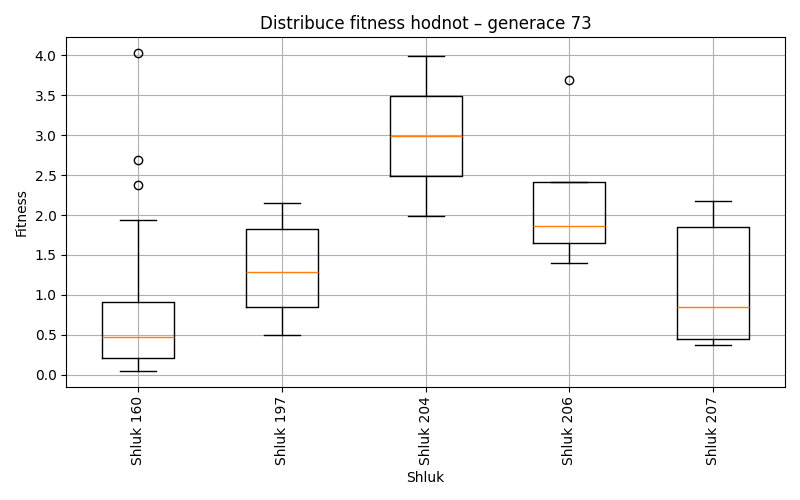 Distribuce fitness hodnot – generace 73
4.0
3.5
3.0
2.5
2.0
1.5
1.0
0.5
0.0
Fitness
Shluk 160
Shluk 197
Shluk 204
Shluk 206
Shluk 207
Shluk